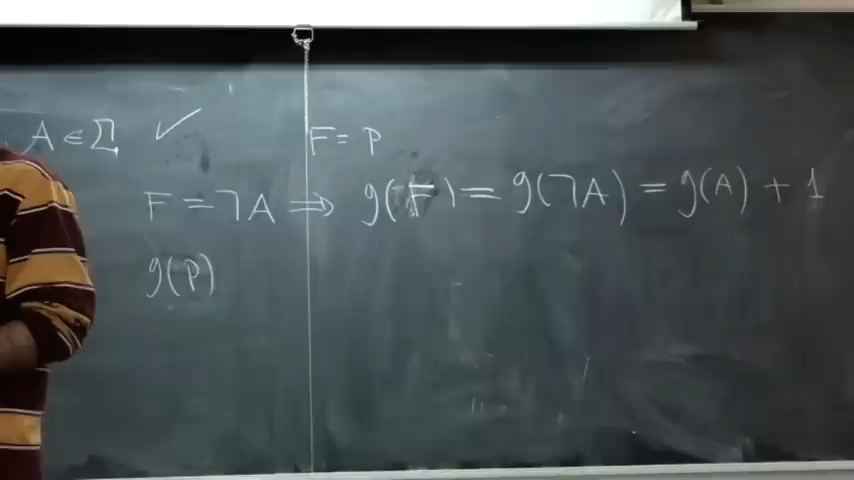 A ∈ Σ ✓
F = P
F = ¬A ⇒ g(F) = g(¬A) = g(A) + 1
g(P)